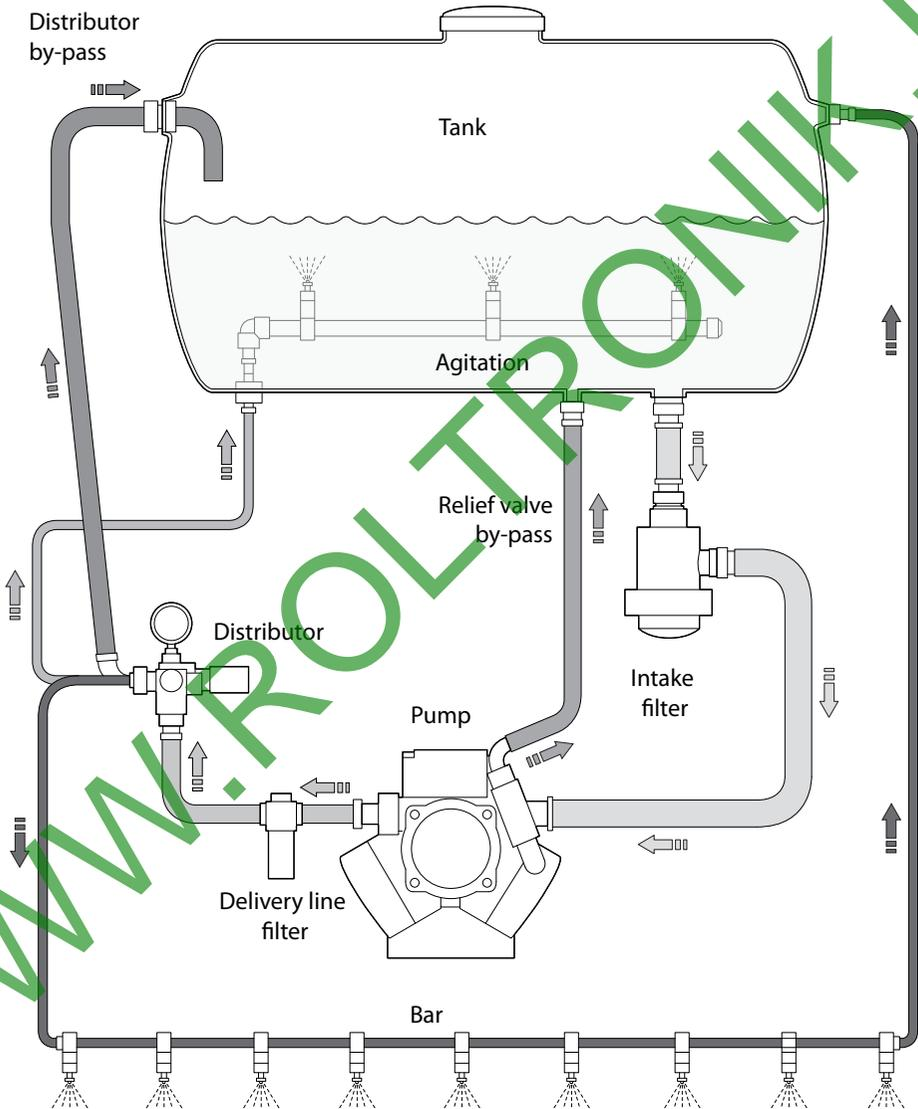 Distributor
by-pass
Tank
Agitation
Relief valve
by-pass
Distributor
Intake
filter
Pump
Delivery line
filter
Bar
WWW.ROLTRONIK.